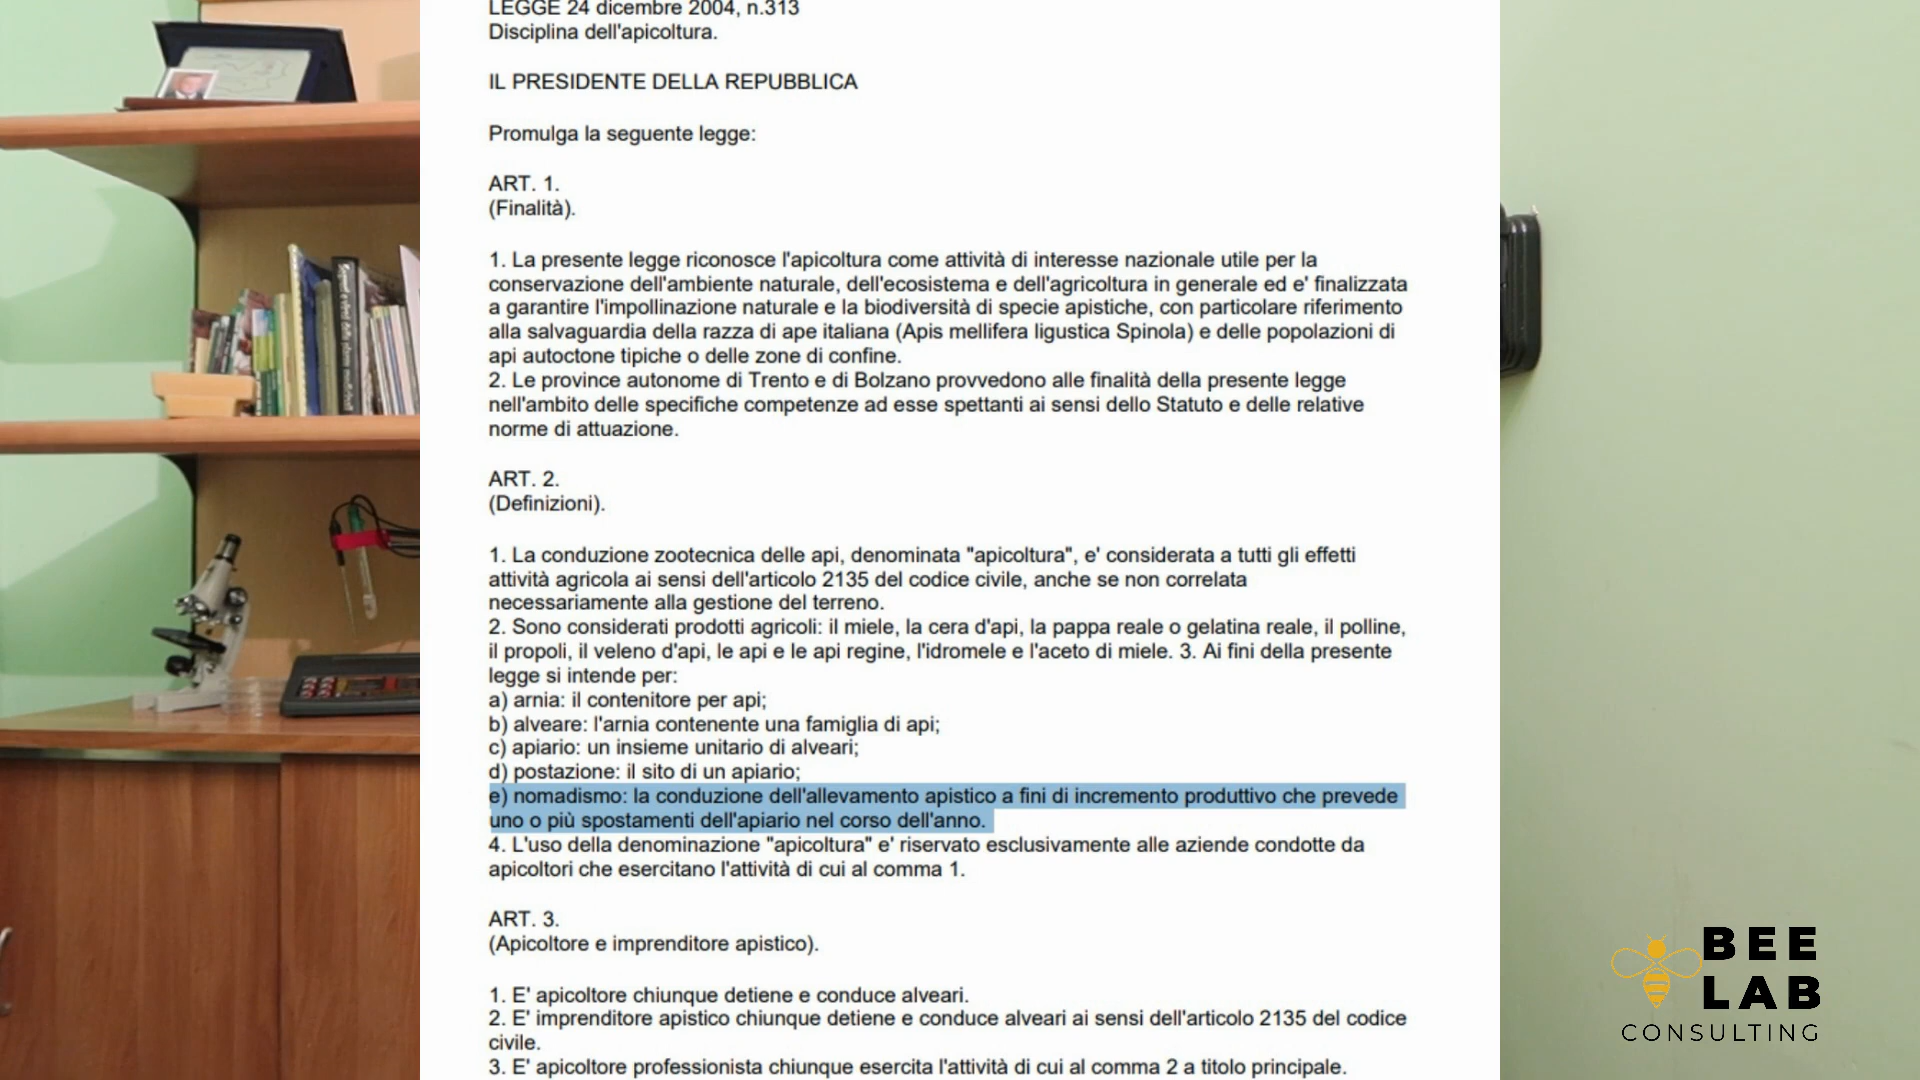 LEGGE 24 dicembre 2004, n.313
Disciplina dell'apicoltura.
IL PRESIDENTE DELLA REPUBBLICA
Promulga la seguente legge:
ART. 1.
(Finalità).
1. La presente legge riconosce l'apicoltura come attività di interesse nazionale utile per la
conservazione dell'ambiente naturale, dell'ecosistema e dell'agricoltura in generale ed e' finalizzata
a garantire l'impollinazione naturale e la biodiversità di specie apistiche, con particolare riferimento
alla salvaguardia della razza di ape italiana (Apis mellifera ligustica Spinola) e delle popolazioni di
api autoctone tipiche o delle zone di confine.
2. Le province autonome di Trento e di Bolzano provvedono alle finalità della presente legge
nell'ambito delle specifiche competenze ad esse spettanti ai sensi dello Statuto e delle relative
norme di attuazione.
ART. 2.
(Definizioni).
1. La conduzione zootecnica delle api, denominata "apicoltura", e' considerata a tutti gli effetti
attività agricola ai sensi dell'articolo 2135 del codice civile, anche se non correlata
necessariamente alla gestione del terreno.
2. Sono considerati prodotti agricoli: il miele, la cera d'api, la pappa reale o gelatina reale, il polline,
il propoli, il veleno d'api, le api e le api regine, l'idromele e l'aceto di miele. 3. Ai fini della presente
legge si intende per:
a) arnia: il contenitore per api;
b) alveare: l'arnia contenente una famiglia di api;
c) apiario: un insieme unitario di alveari;
d) postazione: il sito di un apiario;
e) nomadismo: la conduzione dell'allevamento apistico a fini di incremento produttivo che prevede
uno o più spostamenti dell'apiario nel corso dell'anno.
4. L'uso della denominazione "apicoltura" e' riservato esclusivamente alle aziende condotte da
apicoltori che esercitano l'attività di cui al comma 1.
ART. 3.
(Apicoltore e imprenditore apistico).
1. E' apicoltore chiunque detiene e conduce alveari.
2. E' imprenditore apistico chiunque detiene e conduce alveari ai sensi dell'articolo 2135 del codice
civile.
3. E' apicoltore professionista chiunque esercita l'attività di cui al comma 2 a titolo principale.
BEE
LAB
CONSULTING